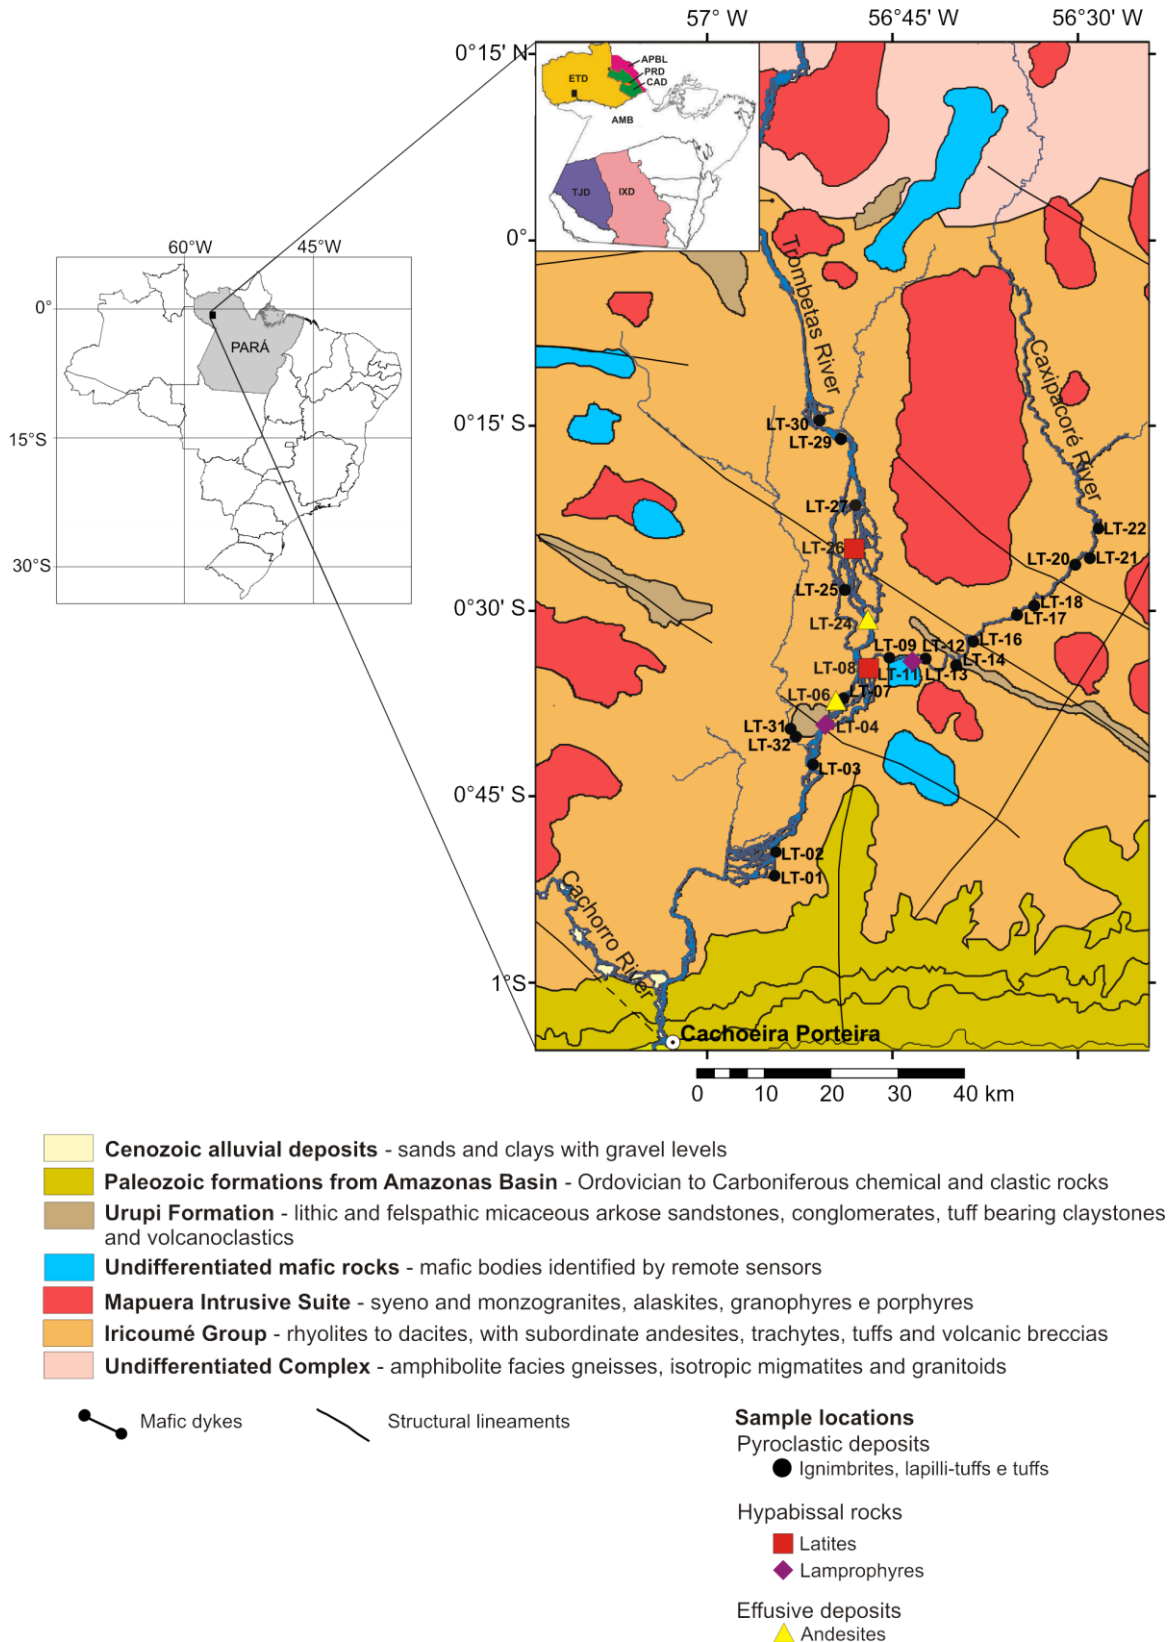 57° W
56°45' W
56°30' W
0°15' N
APBL
PRD
CAD
ETD
AMB
TJD
IXD
60°W
45°W
0°
0°
PARÁ
Trombetas River
Caxipacoré River
0°15' S
LT-30
LT-29
15°S
LT-27
LT-22
LT-26
LT-20
LT-21
30°S
LT-25
0°30' S
LT-18
LT-17
LT-24
LT-16
LT-09
LT-12
LT-14
LT-08
LT-11
LT-13
LT-06
LT-07
LT-31
LT-04
LT-32
LT-03
0°45' S
LT-02
LT-01
Cachorro River
1°S
Cachoeira Porteira
0 10 20 30 40 km
Cenozoic alluvial deposits - sands and clays with gravel levels
Paleozoic formations from Amazonas Basin - Ordovician to Carboniferous chemical and clastic rocks
Urupi Formation - lithic and felspathic micaceous arkose sandstones, conglomerates, tuff bearing claystones
and volcanoclastics
Undifferentiated mafic rocks - mafic bodies identified by remote sensors
Mapuera Intrusive Suite - syeno and monzogranites, alaskites, granophyres e porphyres
Iricoumé Group - rhyolites to dacites, with subordinate andesites, trachytes, tuffs and volcanic breccias
Undifferentiated Complex - amphibolite facies gneisses, isotropic migmatites and granitoids
Mafic dykes
Structural lineaments
Sample locations
Pyroclastic deposits
Ignimbrites, lapilli-tuffs e tuffs
Hypabissal rocks
Latites
Lamprophyres
Effusive deposits
Andesites